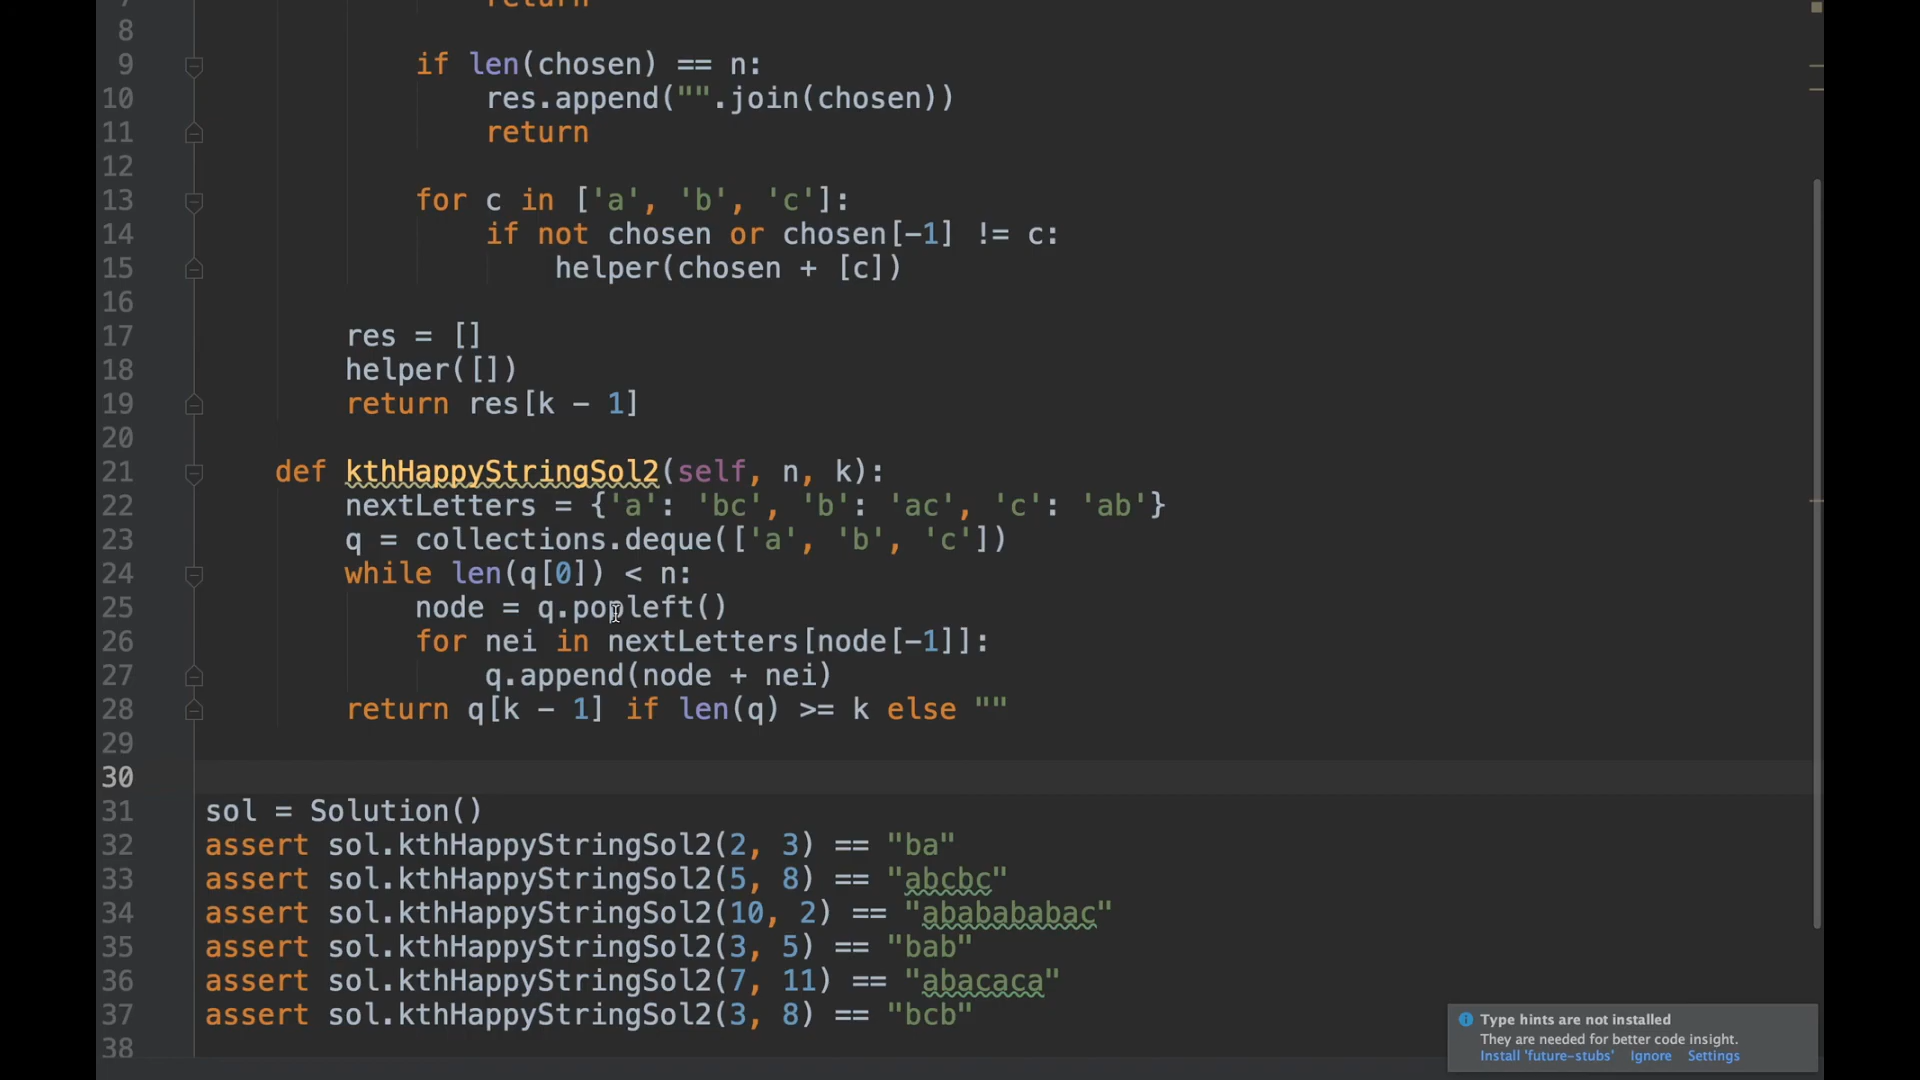 7 return
8
9 if len(chosen) == n:
10 res.append("".join(chosen))
11 return
12
13 for c in ['a', 'b', 'c']:
14 if not chosen or chosen[-1] != c:
15 helper(chosen + [c])
16
17 res = []
18 helper([])
19 return res[k - 1]
20
21 def kthHappyStringSol2(self, n, k):
22 nextLetters = {'a': 'bc', 'b': 'ac', 'c': 'ab'}
23 q = collections.deque(['a', 'b', 'c'])
24 while len(q[0]) < n:
25 node = q.popleft()
26 for nei in nextLetters[node[-1]]:
27 q.append(node + nei)
28 return q[k - 1] if len(q) >= k else ""
29
30
31 sol = Solution()
32 assert sol.kthHappyStringSol2(2, 3) == "ba"
33 assert sol.kthHappyStringSol2(5, 8) == "abcbc"
34 assert sol.kthHappyStringSol2(10, 2) == "ababababac"
35 assert sol.kthHappyStringSol2(3, 5) == "bab"
36 assert sol.kthHappyStringSol2(7, 11) == "abacaca"
37 assert sol.kthHappyStringSol2(3, 8) == "bcb"
38
Type hints are not installed
They are needed for better code insight.
Install 'future-stubs' Ignore Settings